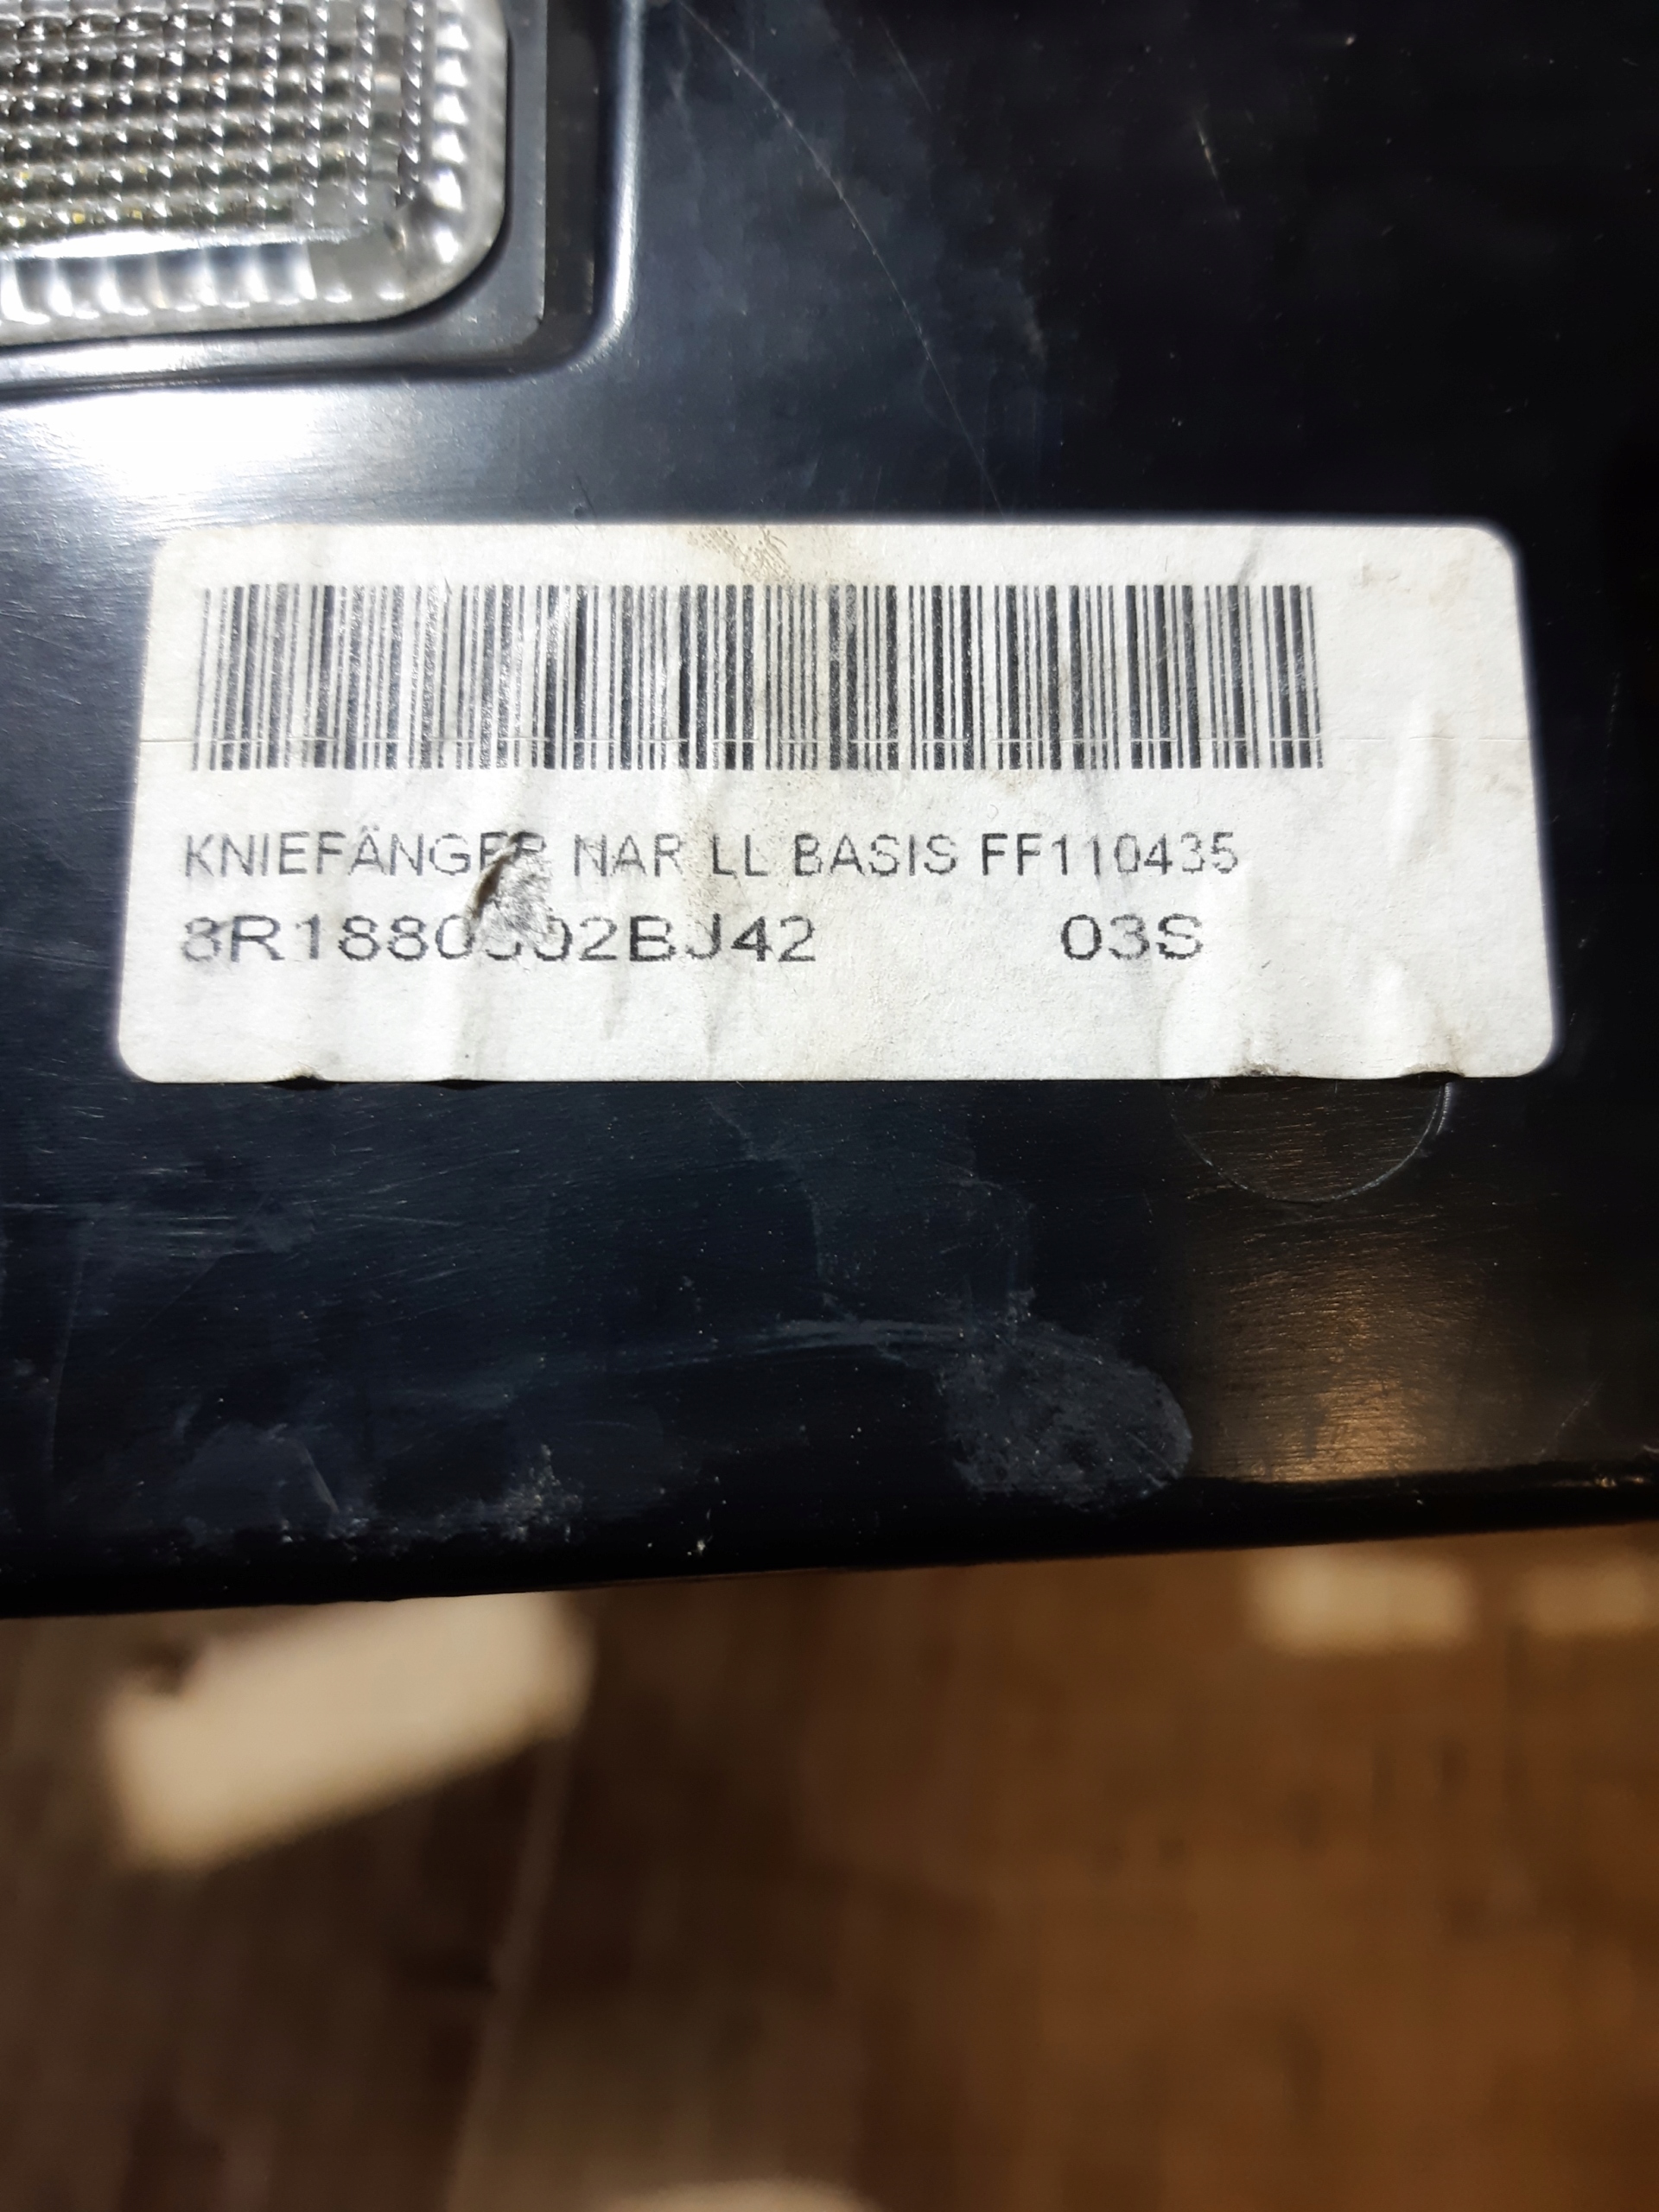 KNIEFÄNGER NAR LL BASIS FF110435
03S